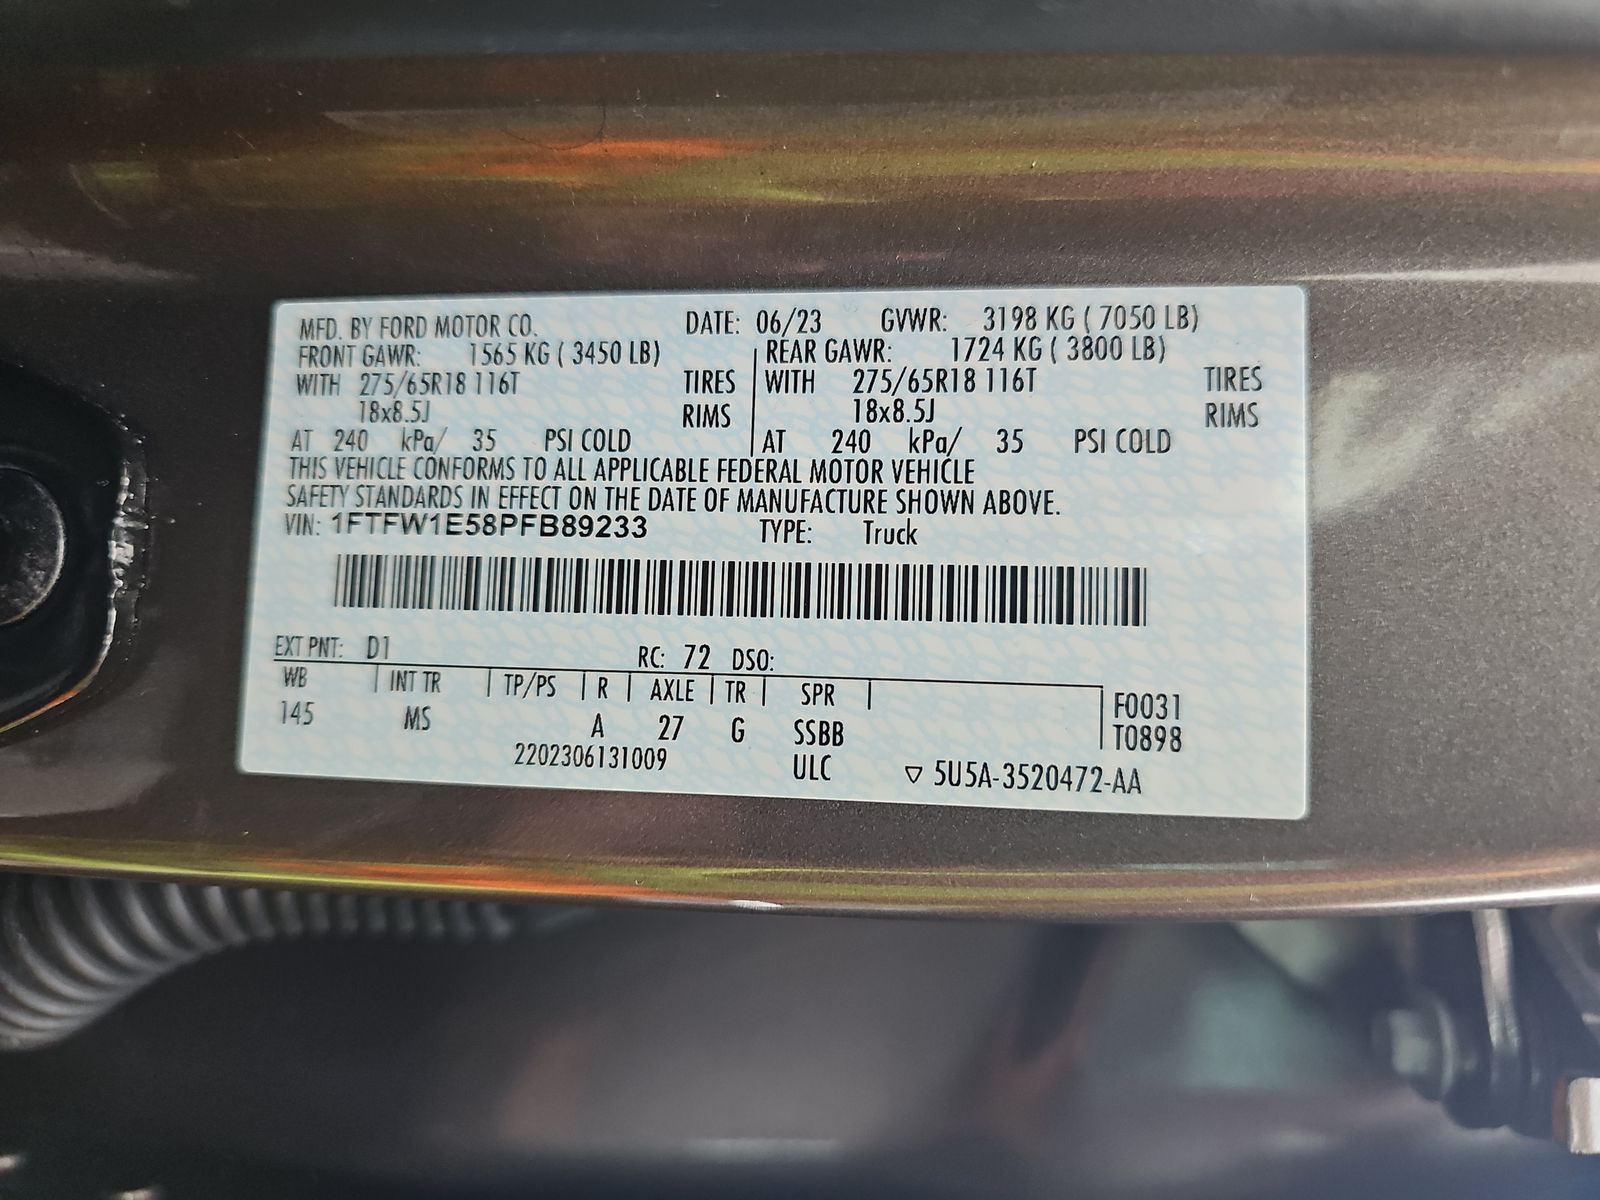 MFD. BY FORD MOTOR CO. DATE: 06/23 GVWR: 3198 KG ( 7050 LB)
FRONT GAWR: 1565 KG ( 3450 LB) REAR GAWR: 1724 KG ( 3800 LB)
WITH 275/65R18 116T TIRES WITH 275/65R18 116T TIRES
18x8.5J RIMS 18x8.5J RIMS
AT 240 kPa/ 35 PSI COLD AT 240 kPa/ 35 PSI COLD
THIS VEHICLE CONFORMS TO ALL APPLICABLE FEDERAL MOTOR VEHICLE
SAFETY STANDARDS IN EFFECT ON THE DATE OF MANUFACTURE SHOWN ABOVE.
VIN: 1FTFW1E58PFB89233 TYPE: Truck
EXT PNT: D1 RC: 72 DSO:
WB INT TR TP/PS R AXLE TR SPR F0031
145 MS A 27 G SSBB T0898
2202306131009 ULC ▽ 5U5A-3520472-AA